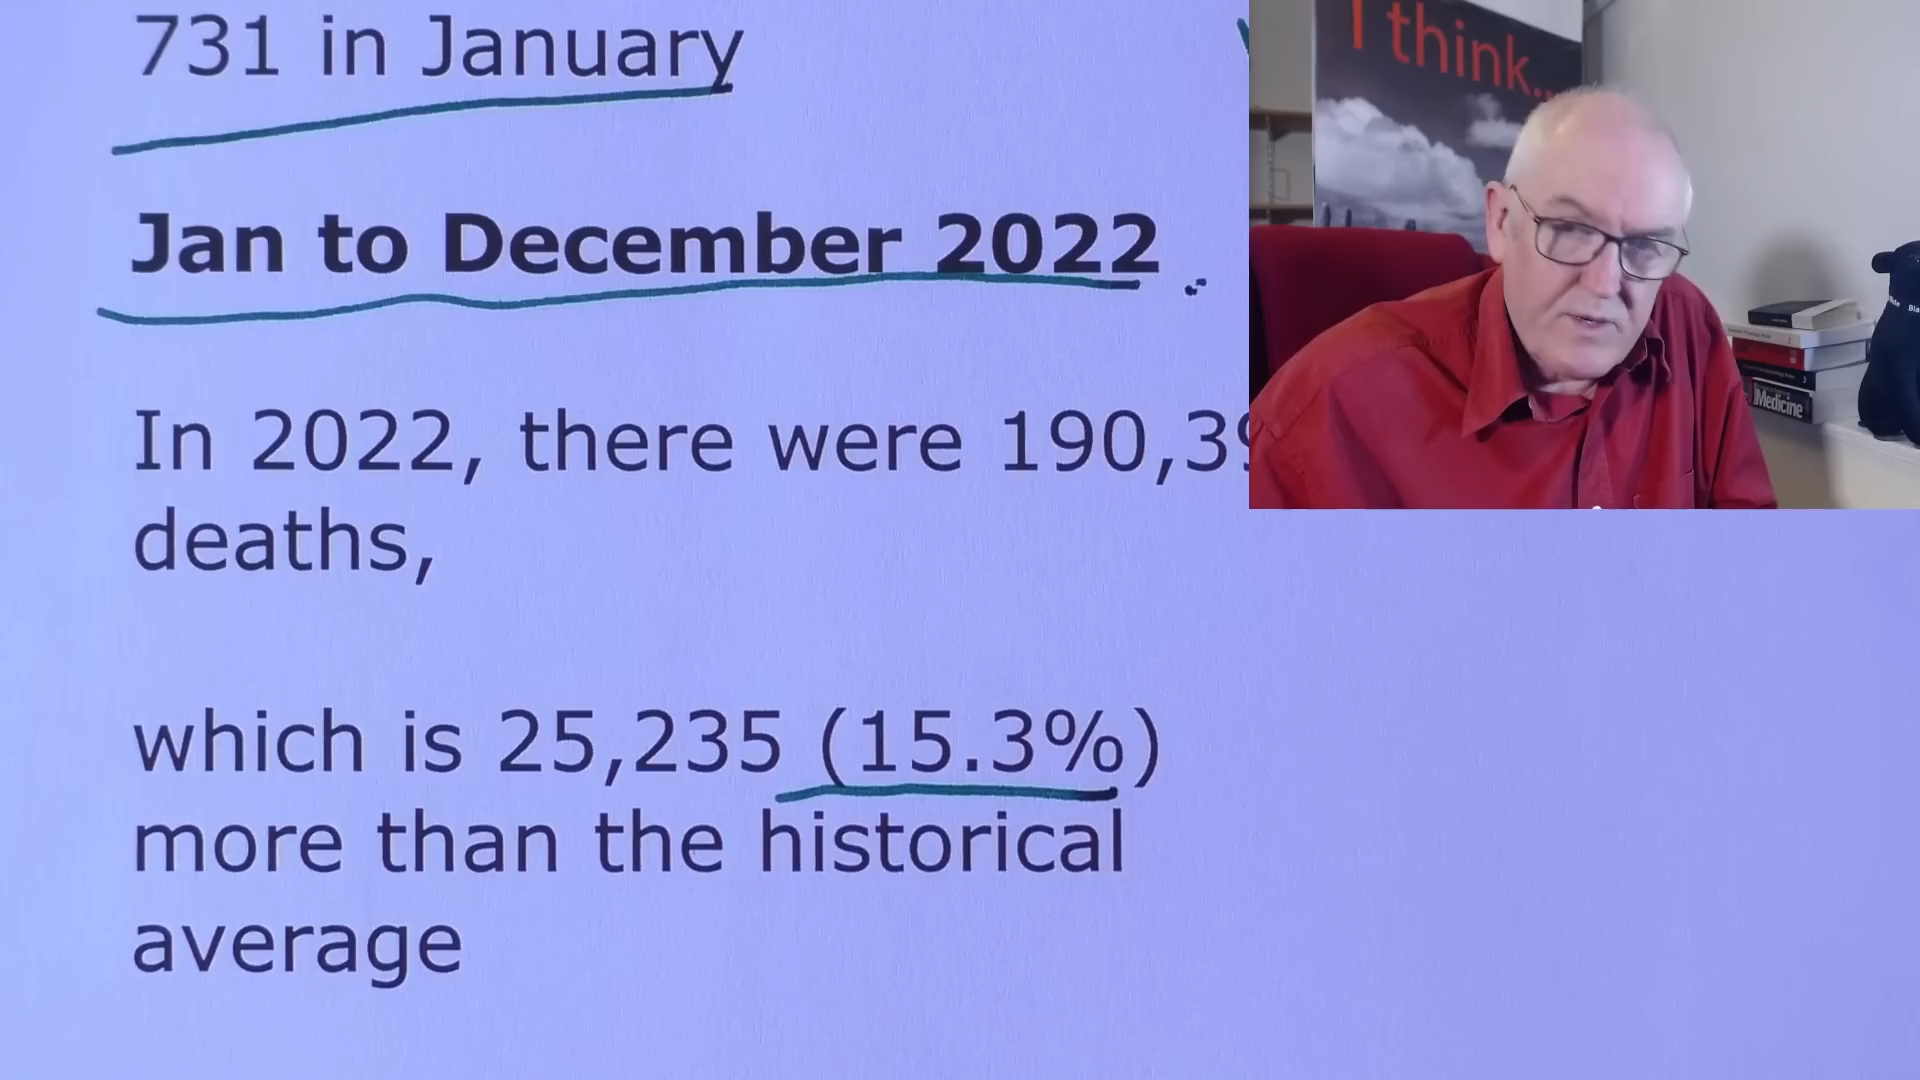 731 in January
Jan to December 2022
In 2022, there were 190,39
deaths,
which is 25,235 (15.3%)
more than the historical
average
I think...
Medicine